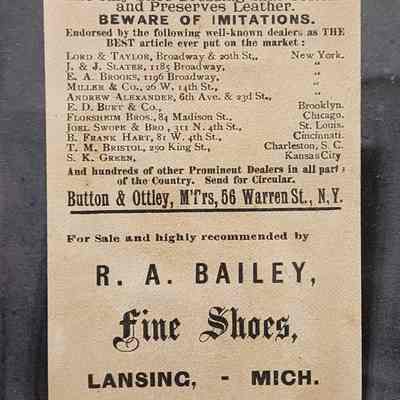 and Preserves Leather.
BEWARE OF IMITATIONS.
Endorsed by the following well-known dealers as THE
BEST article ever put on the market :
LORD & TAYLOR, Broadway & 20th St., New York.
J. & J. SLATER, 1185 Broadway, "
E. A. BROOKS, 1196 Broadway, "
MILLER & CO., 26 W. 14th St., "
ANDREW ALEXANDER, 6th Ave. & 23d St., "
E. D. BURT & CO., Brooklyn.
FLORSHEIM BROS., 84 Madison St., Chicago.
JOEL SWOPE & BRO , 311 N. 4th St., St. Louis.
B. FRANK HART, 81 W. 4th St., Cincinnati.
T. M. BRISTOL, 250 King St., Charleston, S. C.
S. K. GREEN, Kansas City
And hundreds of other Prominent Dealers in all parts
of the Country. Send for Circular.
Button & Ottley, M'f'rs, 56 Warren St., N.Y.
For Sale and highly recommended by
R. A. BAILEY,
Fine Shoes,
LANSING, - MICH.